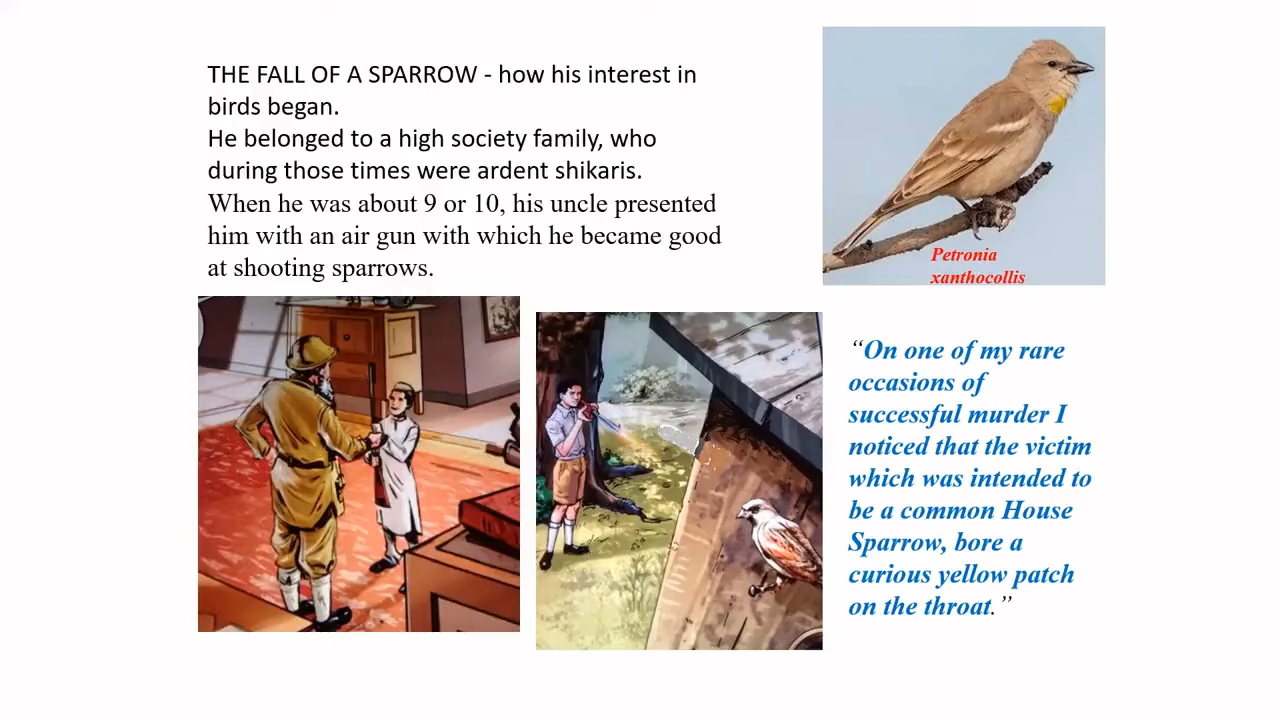 THE FALL OF A SPARROW - how his interest in
birds began.
He belonged to a high society family, who
during those times were ardent shikaris.
When he was about 9 or 10, his uncle presented
him with an air gun with which he became good
at shooting sparrows.
Petronia
xanthocollis
“On one of my rare
occasions of
successful murder I
noticed that the victim
which was intended to
be a common House
Sparrow, bore a
curious yellow patch
on the throat.”